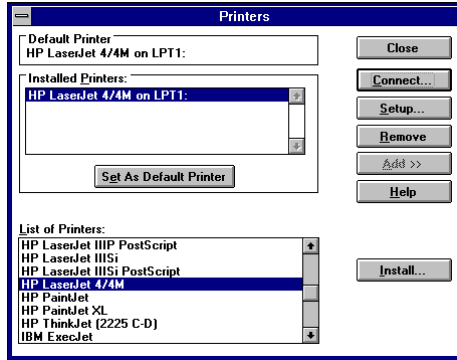 Printers
Default Printer
HP LaserJet 4/4M on LPT1:
Close
Installed Printers:
HP LaserJet 4/4M on LPT1:
Connect...
Setup...
Remove
Add >>
Set As Default Printer
Help
List of Printers:
HP LaserJet IIIP PostScript
HP LaserJet IIISi
HP LaserJet IIISi PostScript
HP LaserJet 4/4M
HP PaintJet
HP PaintJet XL
HP ThinkJet (2225 C-D)
IBM ExecJet
Install...